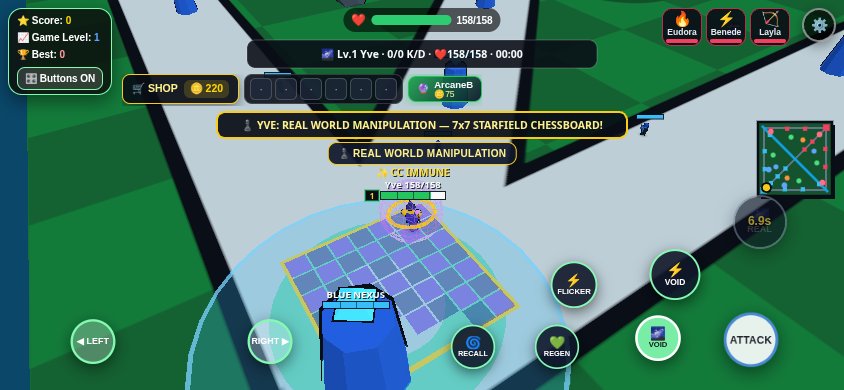 ⭐ Score: 0
📈 Game Level: 1
🏆 Best: 0
🎛️ Buttons ON
❤️ 158/158
🌌 Lv.1 Yve · 0/0 K/D · ❤️158/158 · 00:00
🔥 Eudora
⚡ Benede
🏹 Layla
⚙️
🛒 SHOP 🪙 220
🔮 ArcaneB
🪙75
♟️ YVE: REAL WORLD MANIPULATION — 7x7 STARFIELD CHESSBOARD!
♟️ REAL WORLD MANIPULATION
✨ CC IMMUNE
Yve 158/158
1
6.9s
REAL
BLUE NEXUS
⚡ FLICKER
⚡ VOID
◀ LEFT
RIGHT ▶
🌀 RECALL
💚 REGEN
🌌 VOID
ATTACK